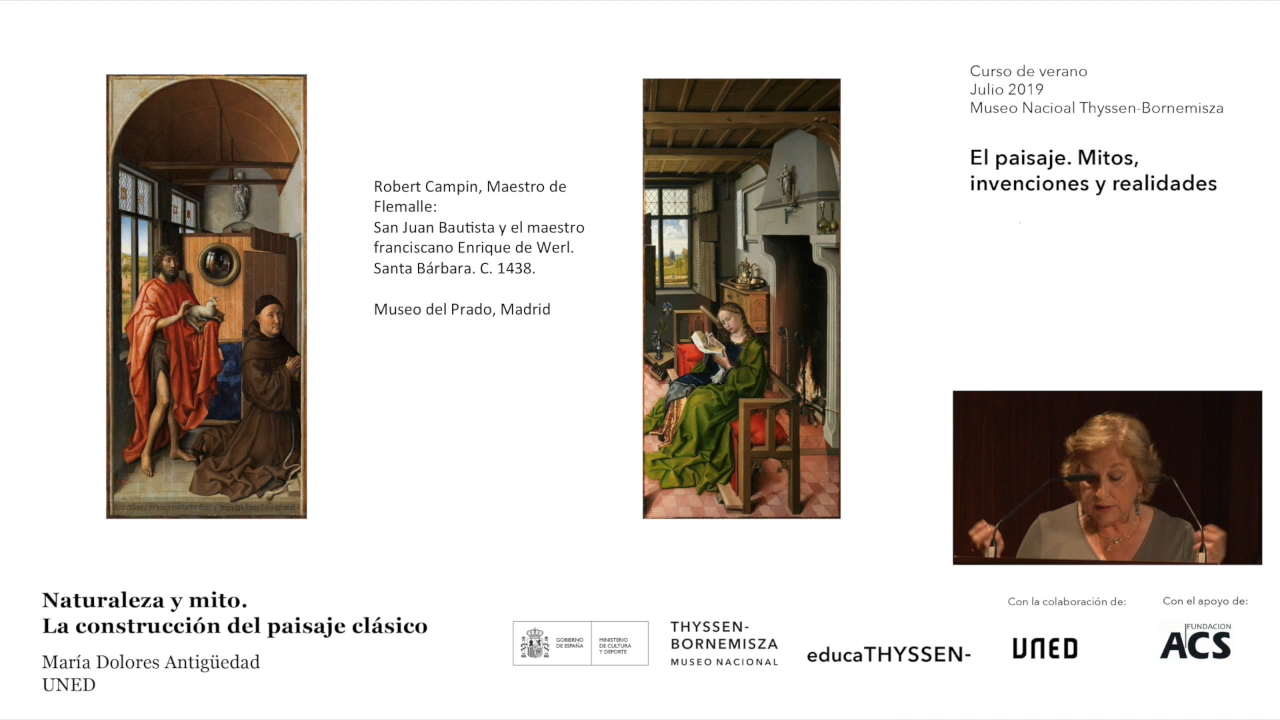 Curso de verano
Julio 2019
Museo Nacioal Thyssen-Bornemisza
El paisaje. Mitos,
invenciones y realidades
Robert Campin, Maestro de
Flemalle:
San Juan Bautista y el maestro
franciscano Enrique de Werl.
Santa Bárbara. C. 1438.
Museo del Prado, Madrid
Naturaleza y mito.
La construcción del paisaje clásico
María Dolores Antigüedad
UNED
GOBIERNO
DE ESPAÑA
MINISTERIO
DE CULTURA
Y DEPORTE
THYSSEN-
BORNEMISZA
MUSEO NACIONAL
educaTHYSSEN-
Con la colaboración de:
UNED
Con el apoyo de:
FUNDACION
ACS